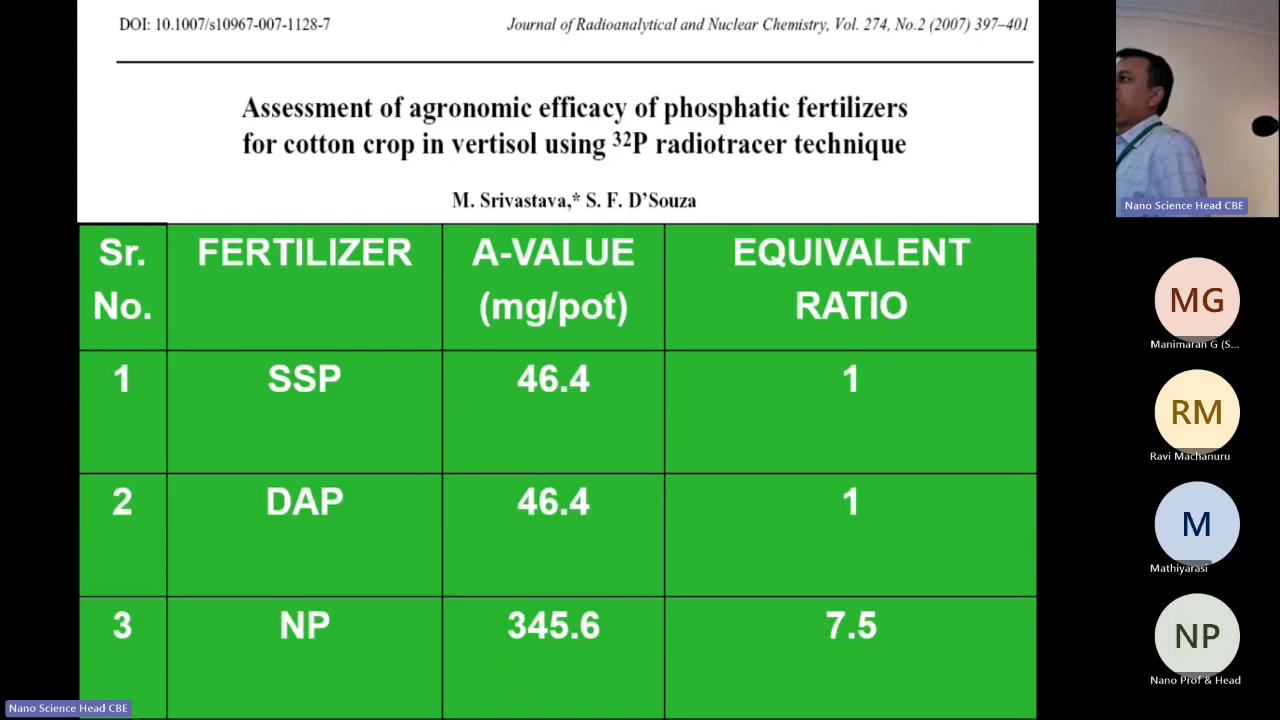 DOI: 10.1007/s10967-007-1128-7
Journal of Radioanalytical and Nuclear Chemistry, Vol. 274, No.2 (2007) 397–401
Assessment of agronomic efficacy of phosphatic fertilizers
for cotton crop in vertisol using ³²P radiotracer technique
M. Srivastava,* S. F. D'Souza
Sr. No. FERTILIZER A-VALUE (mg/pot) EQUIVALENT RATIO
1 SSP 46.4 1
2 DAP 46.4 1
3 NP 345.6 7.5
Nano Science Head CBE
Nano Science Head CBE
MG
Manimaran G (S...
RM
Ravi Machanuru
M
Mathiyarasi
NP
Nano Prof & Head